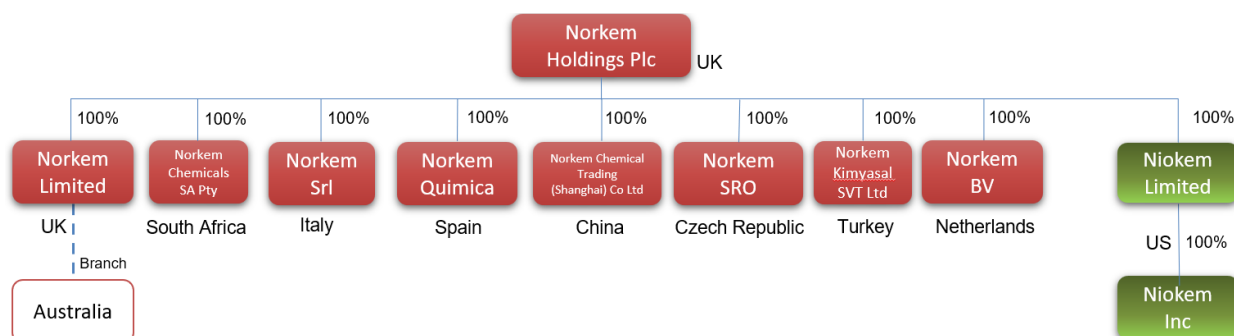 Norkem
Holdings Plc
UK
100%
100%
100%
100%
100%
100%
100%
100%
100%
Norkem
Limited
Norkem
Chemicals
SA Pty
Norkem
Srl
Norkem
Quimica
Norkem Chemical
Trading
(Shanghai) Co Ltd
Norkem
SRO
Norkem
Kimyasal
SVT Ltd
Norkem
BV
Niokem
Limited
UK
South Africa
Italy
Spain
China
Czech Republic
Turkey
Netherlands
US
100%
Branch
Australia
Niokem
Inc